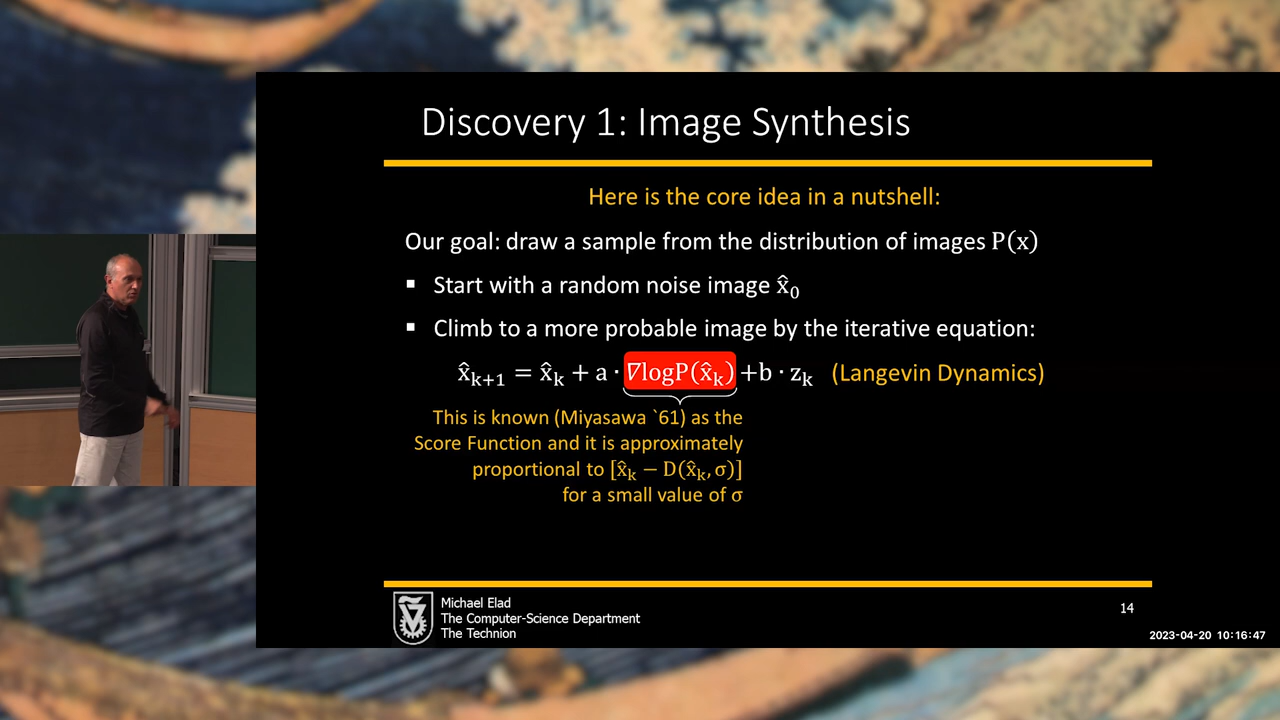 Discovery 1: Image Synthesis
Here is the core idea in a nutshell:
Our goal: draw a sample from the distribution of images P(x)
▪ Start with a random noise image x̂₀
▪ Climb to a more probable image by the iterative equation:
x̂ₖ₊₁ = x̂ₖ + a · ∇logP(x̂ₖ) +b · zₖ (Langevin Dynamics)
This is known (Miyasawa `61) as the
Score Function and it is approximately
proportional to [x̂ₖ − D(x̂ₖ, σ)]
for a small value of σ
Michael Elad
The Computer-Science Department
The Technion
14
2023-04-20 10:16:47